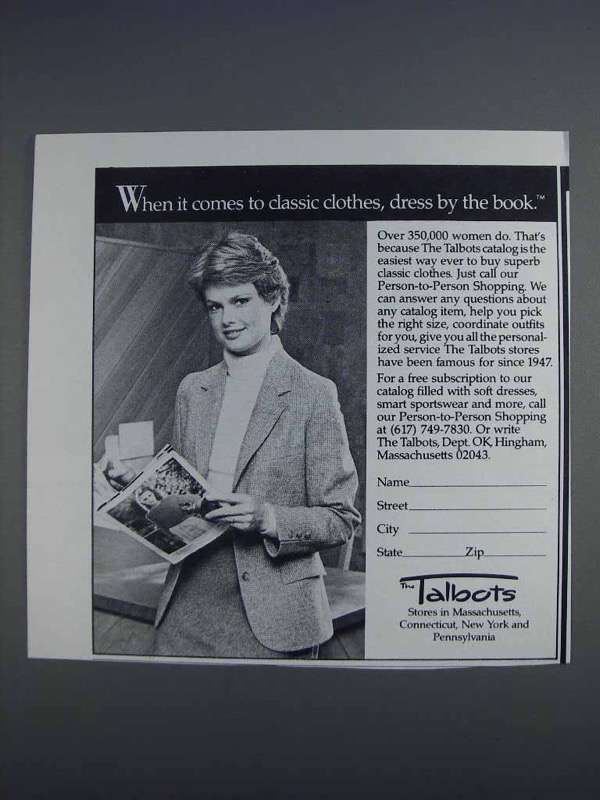 When it comes to classic clothes, dress by the book.™
Over 350,000 women do. That's
because The Talbots catalog is the
easiest way ever to buy superb
classic clothes. Just call our
Person-to-Person Shopping. We
can answer any questions about
any catalog item, help you pick
the right size, coordinate outfits
for you, give you all the personal-
ized service The Talbots stores
have been famous for since 1947.
For a free subscription to our
catalog filled with soft dresses,
smart sportswear and more, call
our Person-to-Person Shopping
at (617) 749-7830. Or write
The Talbots, Dept. OK, Hingham,
Massachusetts 02043.
Name
Street
City
State Zip
The Talbots
Stores in Massachusetts,
Connecticut, New York and
Pennsylvania